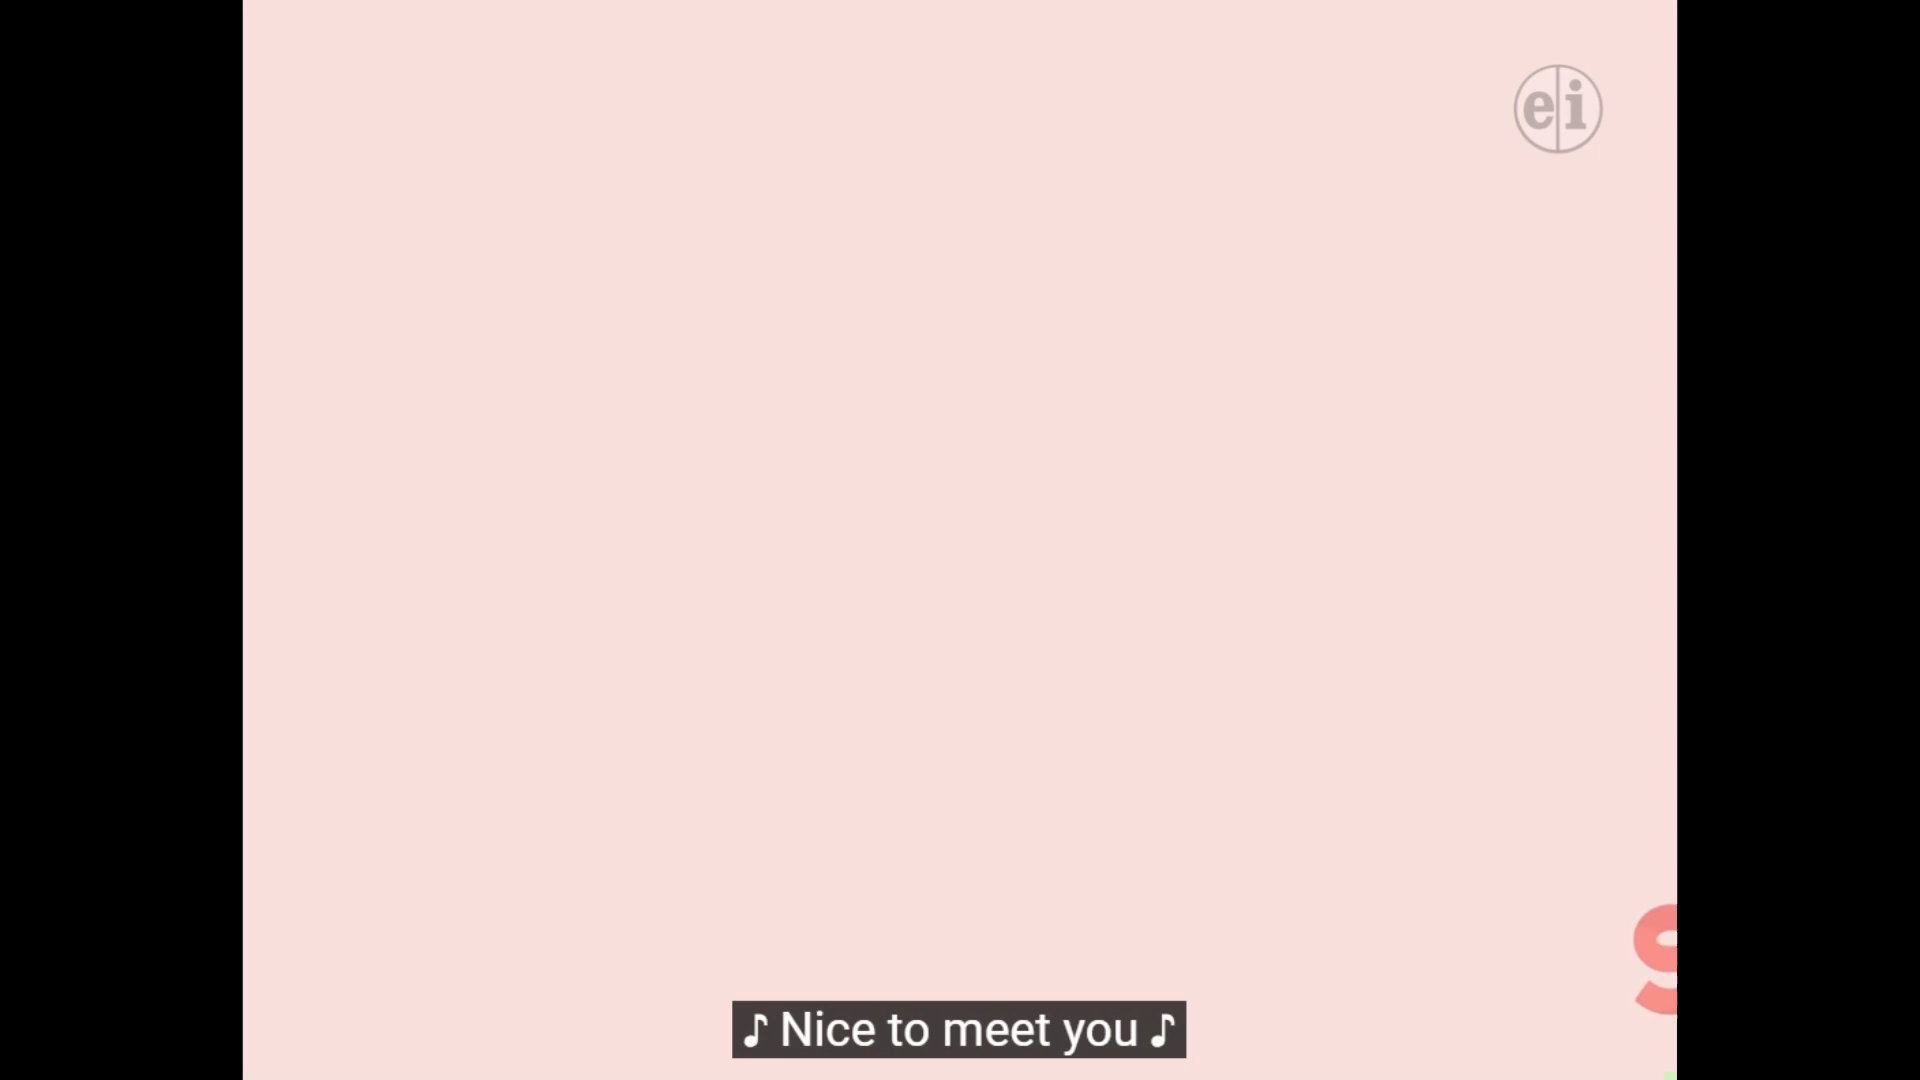 ei
♪ Nice to meet you ♪